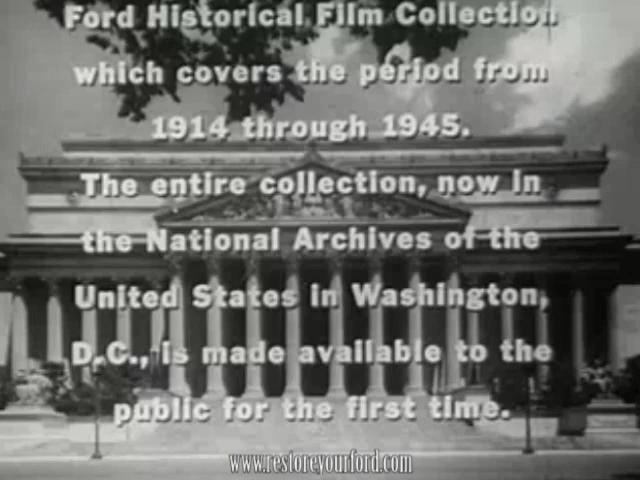 Ford Historical Film Collection
which covers the period from
1914 through 1945.
The entire collection, now in
the National Archives of the
United States in Washington,
D.C., is made available to the
public for the first time.
www.restoreyourford.com